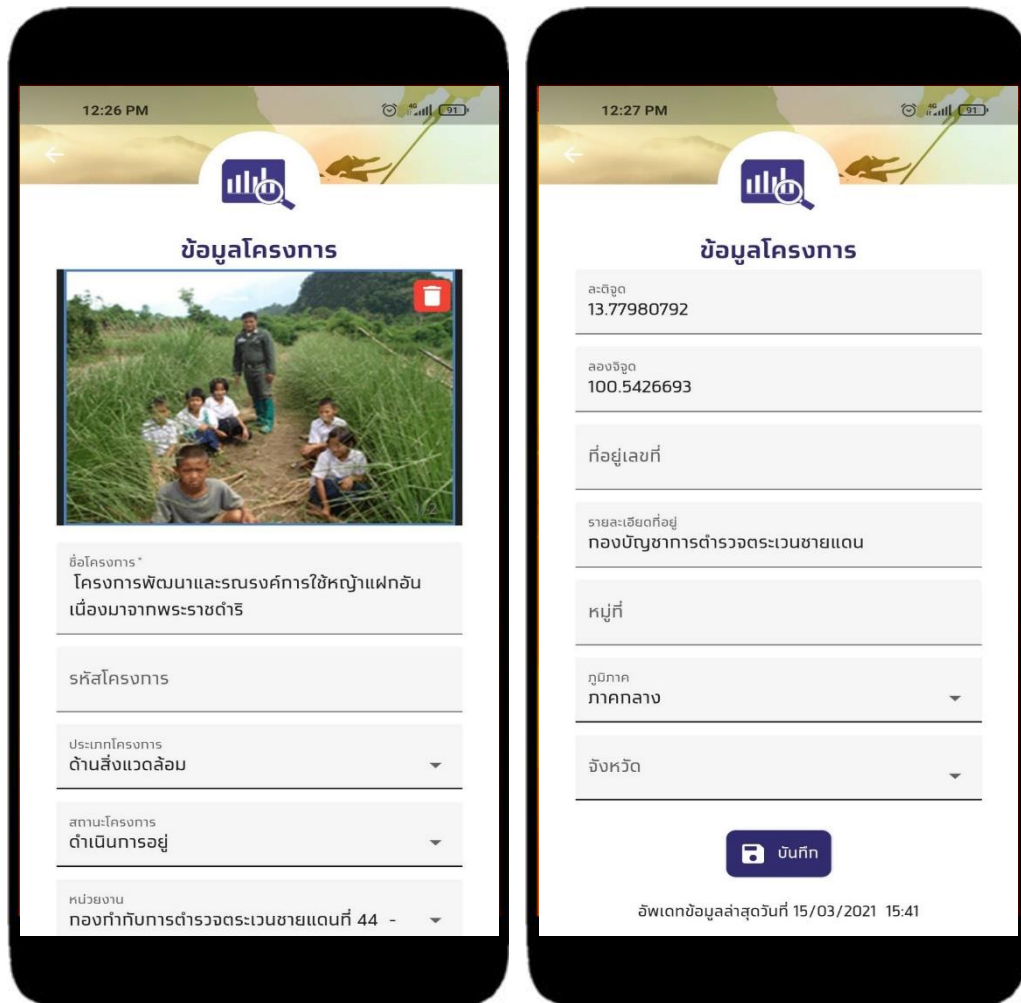 12:26 PM
4G
91
ข้อมูลโครงการ
1/2
ชื่อโครงการ*
โครงการพัฒนาและรณรงค์การใช้หญ้าแฝกอัน
เนื่องมาจากพระราชดำริ
รหัสโครงการ
ประเภทโครงการ
ด้านสิ่งแวดล้อม
สถานะโครงการ
ดำเนินการอยู่
หน่วยงาน
กองกำกับการตำรวจตระเวนชายแดนที่ 44 -
12:27 PM
4G
91
ข้อมูลโครงการ
ละติจูด
13.77980792
ลองจิจูด
100.5426693
ที่อยู่เลขที่
รายละเอียดที่อยู่
กองบัญชาการตำรวจตระเวนชายแดน
หมู่ที่
ภูมิภาค
ภาคกลาง
จังหวัด
บันทึก
อัพเดทข้อมูลล่าสุดวันที่ 15/03/2021 15:41